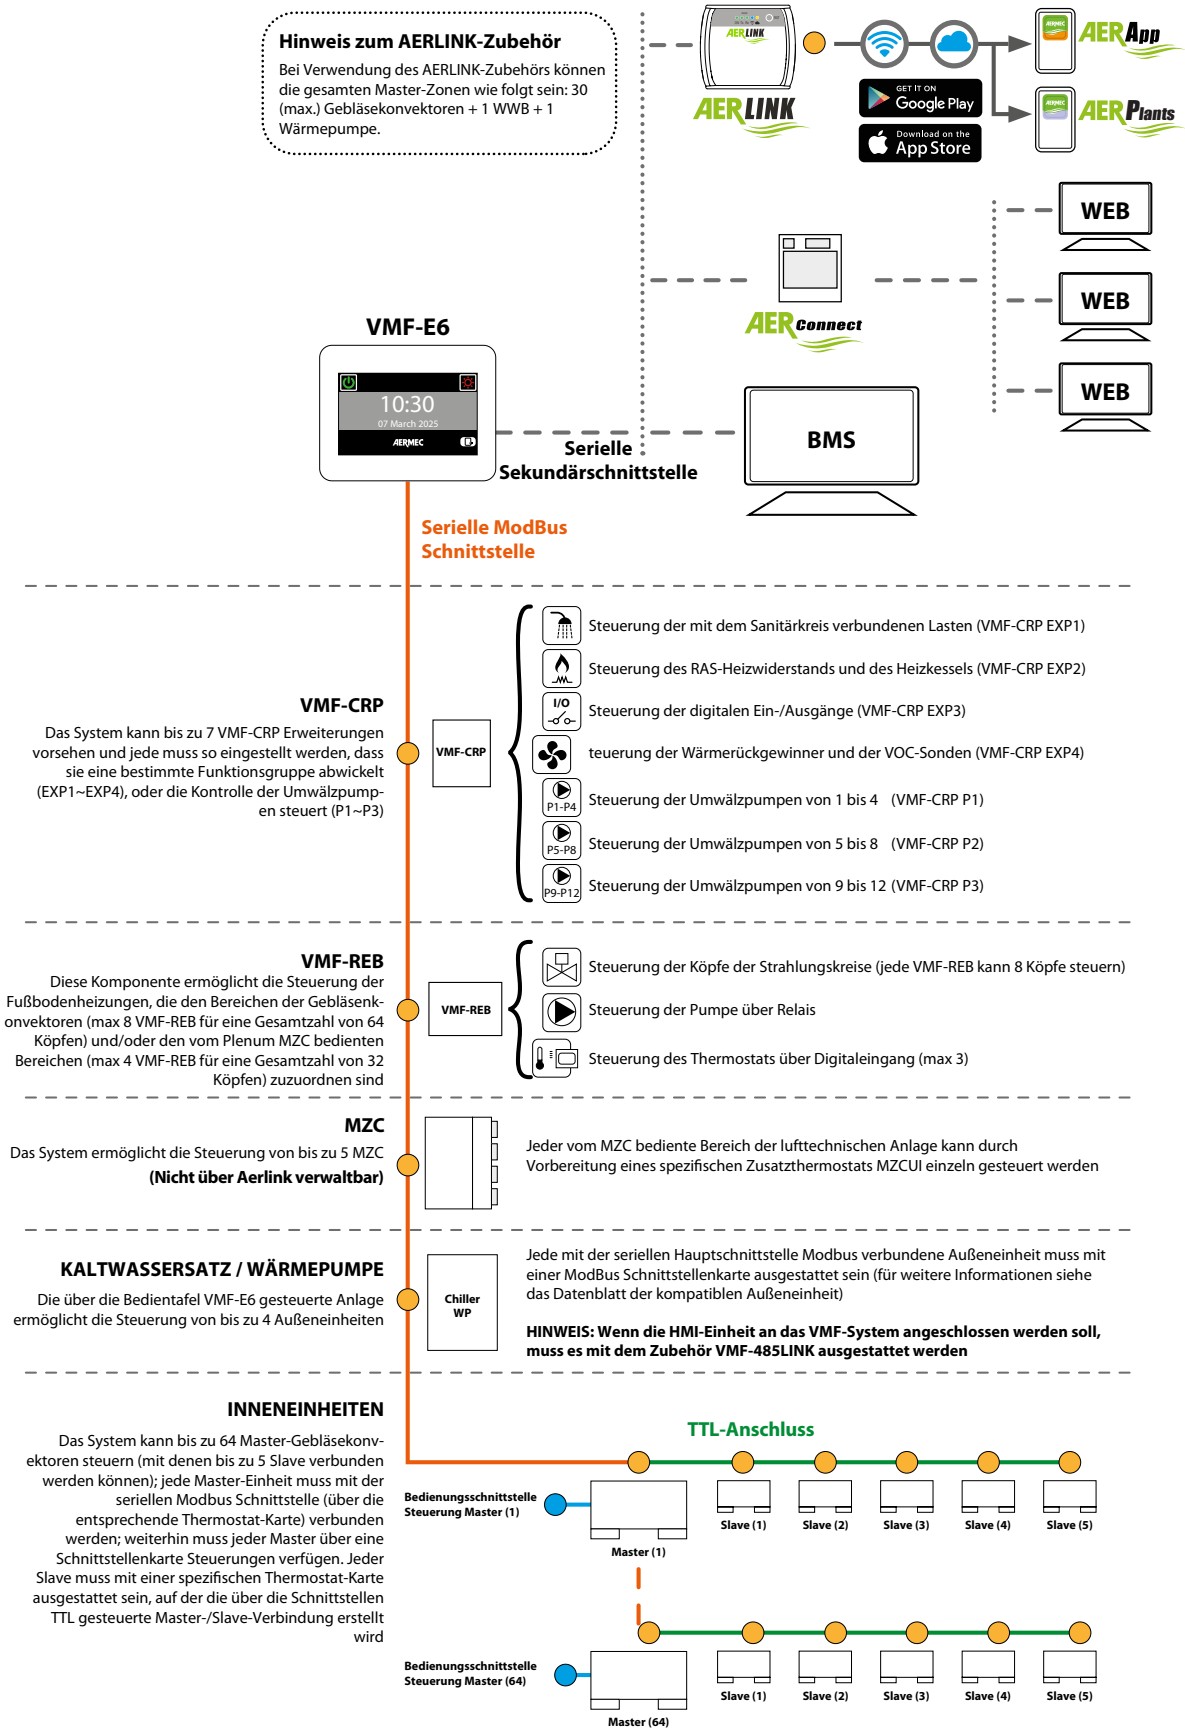 Hinweis zum AERLINK-Zubehör
Bei Verwendung des AERLINK-Zubehörs können
die gesamten Master-Zonen wie folgt sein: 30
(max.) Gebläsekonvektoren + 1 WWB + 1
Wärmepumpe.
AERLINK
AERLINK
GET IT ON
Google Play
Download on the
App Store
AERMEC
AERApp
AERMEC
AERPlants
WEB
WEB
WEB
AERConnect
VMF-E6
10:30
07 March 2025
AERMEC
BMS
Serielle
Sekundärschnittstelle
Serielle ModBus
Schnittstelle
VMF-CRP
Das System kann bis zu 7 VMF-CRP Erweiterungen
vorsehen und jede muss so eingestellt werden, dass
sie eine bestimmte Funktionsgruppe abwickelt
(EXP1~EXP4), oder die Kontrolle der Umwälzpump-
en steuert (P1~P3)
VMF-CRP
Steuerung der mit dem Sanitärkreis verbundenen Lasten (VMF-CRP EXP1)
Steuerung des RAS-Heizwiderstands und des Heizkessels (VMF-CRP EXP2)
I/O
Steuerung der digitalen Ein-/Ausgänge (VMF-CRP EXP3)
teuerung der Wärmerückgewinner und der VOC-Sonden (VMF-CRP EXP4)
P1-P4
Steuerung der Umwälzpumpen von 1 bis 4 (VMF-CRP P1)
P5-P8
Steuerung der Umwälzpumpen von 5 bis 8 (VMF-CRP P2)
P9-P12
Steuerung der Umwälzpumpen von 9 bis 12 (VMF-CRP P3)
VMF-REB
Diese Komponente ermöglicht die Steuerung der
Fußbodenheizungen, die den Bereichen der Gebläsenk-
onvektoren (max 8 VMF-REB für eine Gesamtzahl von 64
Köpfen) und/oder den vom Plenum MZC bedienten
Bereichen (max 4 VMF-REB für eine Gesamtzahl von 32
Köpfen) zuzuordnen sind
VMF-REB
Steuerung der Köpfe der Strahlungskreise (jede VMF-REB kann 8 Köpfe steuern)
Steuerung der Pumpe über Relais
Steuerung des Thermostats über Digitaleingang (max 3)
MZC
Das System ermöglicht die Steuerung von bis zu 5 MZC
(Nicht über Aerlink verwaltbar)
Jeder vom MZC bediente Bereich der lufttechnischen Anlage kann durch
Vorbereitung eines spezifischen Zusatzthermostats MZCUI einzeln gesteuert werden
KALTWASSERSATZ / WÄRMEPUMPE
Die über die Bedientafel VMF-E6 gesteuerte Anlage
ermöglicht die Steuerung von bis zu 4 Außeneinheiten
Chiller
WP
Jede mit der seriellen Hauptschnittstelle Modbus verbundene Außeneinheit muss mit
einer ModBus Schnittstellenkarte ausgestattet sein (für weitere Informationen siehe
das Datenblatt der kompatiblen Außeneinheit)
HINWEIS: Wenn die HMI-Einheit an das VMF-System angeschlossen werden soll,
muss es mit dem Zubehör VMF-485LINK ausgestattet werden
INNENEINHEITEN
Das System kann bis zu 64 Master-Gebläsekonv-
ektoren steuern (mit denen bis zu 5 Slave verbunden
werden können); jede Master-Einheit muss mit der
seriellen Modbus Schnittstelle (über die
entsprechende Thermostat-Karte) verbunden
werden; weiterhin muss jeder Master über eine
Schnittstellenkarte Steuerungen verfügen. Jeder
Slave muss mit einer spezifischen Thermostat-Karte
ausgestattet sein, auf der die über die Schnittstellen
TTL gesteuerte Master-/Slave-Verbindung erstellt
wird
TTL-Anschluss
Bedienungsschnittstelle
Steuerung Master (1)
Master (1)
Slave (1)
Slave (2)
Slave (3)
Slave (4)
Slave (5)
Bedienungsschnittstelle
Steuerung Master (64)
Master (64)
Slave (1)
Slave (2)
Slave (3)
Slave (4)
Slave (5)